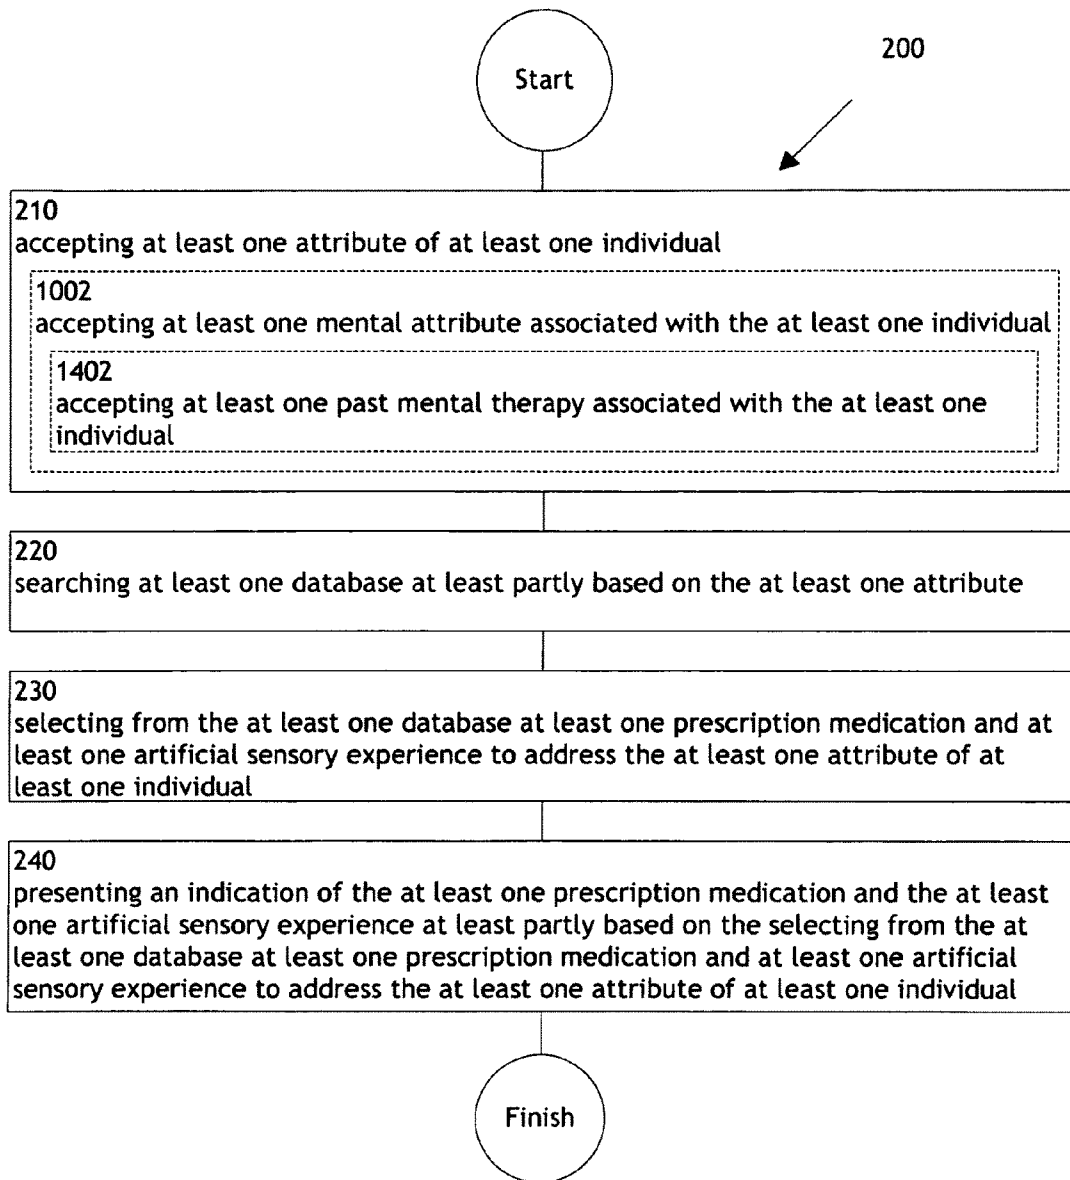 Start
200
210
accepting at least one attribute of at least one individual
1002
accepting at least one mental attribute associated with the at least one individual
1402
accepting at least one past mental therapy associated with the at least one
individual
220
searching at least one database at least partly based on the at least one attribute
230
selecting from the at least one database at least one prescription medication and at
least one artificial sensory experience to address the at least one attribute of at
least one individual
240
presenting an indication of the at least one prescription medication and the at least
one artificial sensory experience at least partly based on the selecting from the at
least one database at least one prescription medication and at least one artificial
sensory experience to address the at least one attribute of at least one individual
Finish